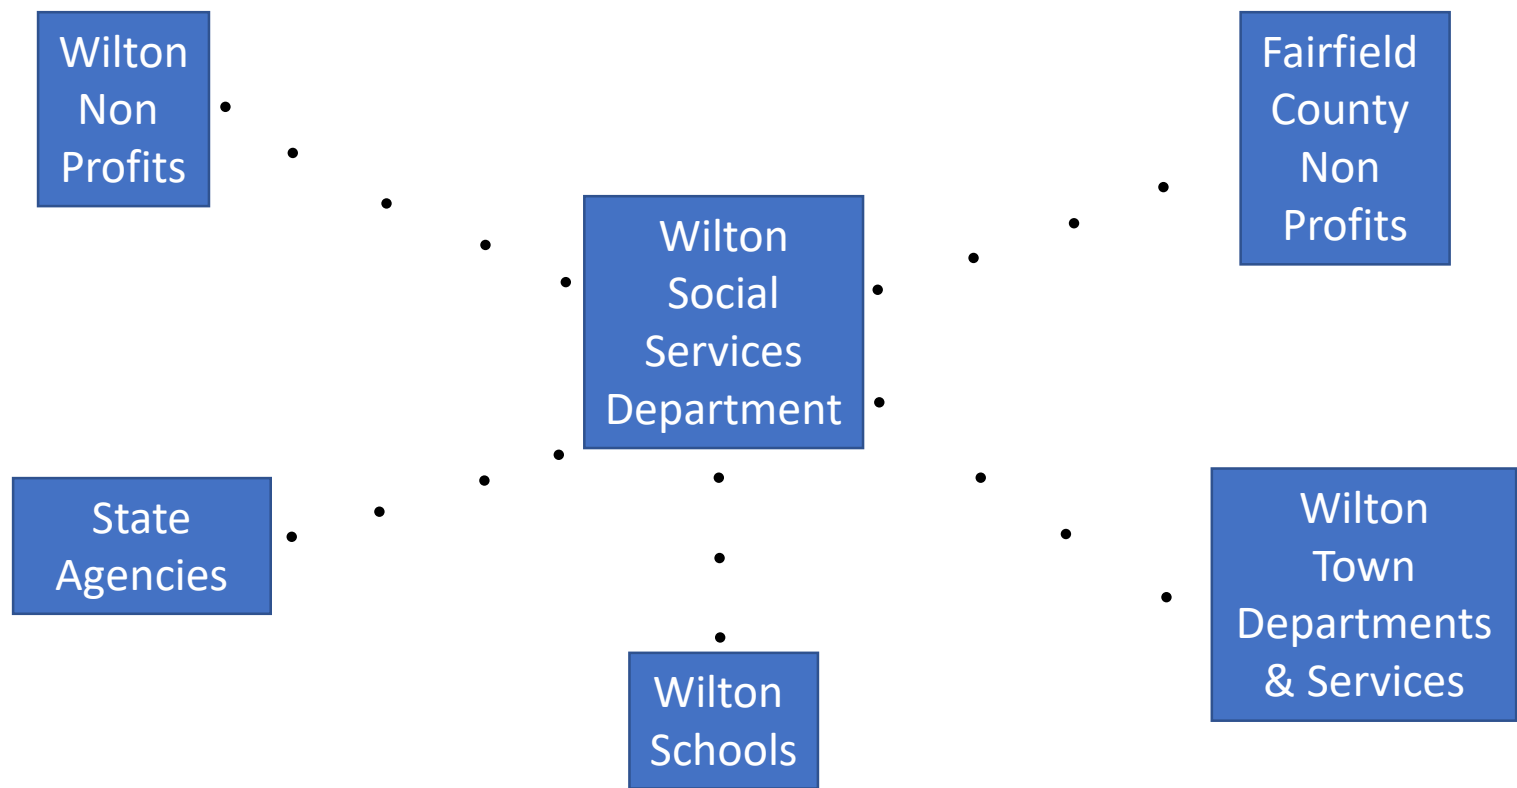 Wilton
Non
Profits
Fairfield
County
Non
Profits
Wilton
Social
Services
Department
State
Agencies
Wilton
Town
Departments
& Services
Wilton
Schools